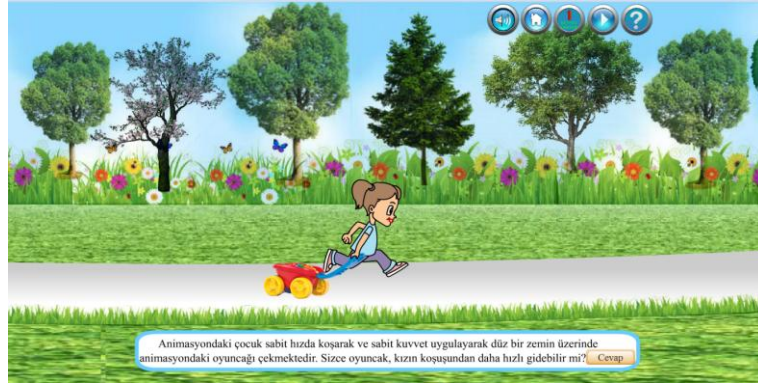 ?
Animasyondaki çocuk sabit hızda koşarak ve sabit kuvvet uygulayarak düz bir zemin üzerinde
animasyondaki oyuncağı çekmektedir. Sizce oyuncak, kızın koşuşundan daha hızlı gidebilir mi? Cevap